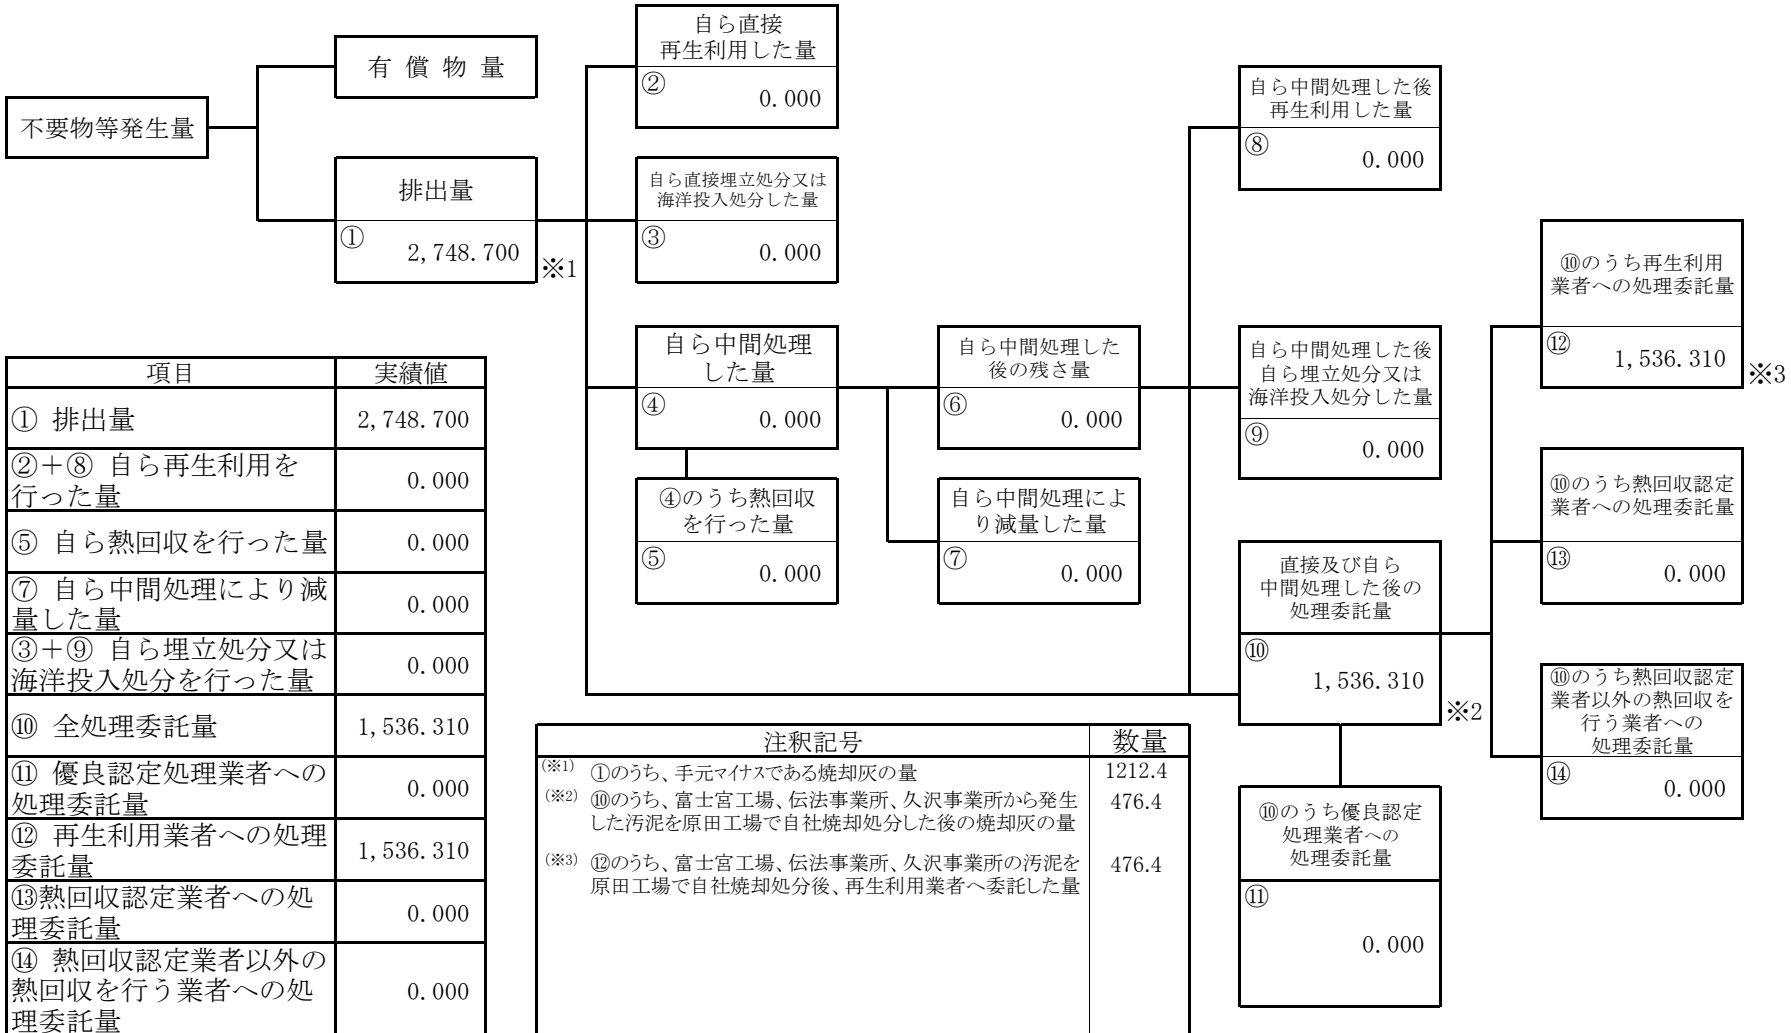 不要物等発生量
有 償 物 量
排出量
①
2,748.700
※1
自ら直接
再生利用した量
②
0.000
自ら直接埋立処分又は
海洋投入処分した量
③
0.000
自ら中間処理
した量
④
0.000
④のうち熱回収
を行った量
⑤
0.000
自ら中間処理した
後の残さ量
⑥
0.000
自ら中間処理によ
り減量した量
⑦
0.000
自ら中間処理した後
再生利用した量
⑧
0.000
自ら中間処理した後
自ら埋立処分又は
海洋投入処分した量
⑨
0.000
直接及び自ら
中間処理した後の
処理委託量
⑩
1,536.310
※2
⑩のうち優良認定
処理業者への
処理委託量
⑪
0.000
⑩のうち再生利用
業者への処理委託量
⑫
1,536.310
※3
⑩のうち熱回収認定
業者への処理委託量
⑬
0.000
⑩のうち熱回収認定
業者以外の熱回収を
行う業者への
処理委託量
⑭
0.000
項目 実績値
① 排出量 2,748.700
②+⑧ 自ら再生利用を
行った量 0.000
⑤ 自ら熱回収を行った量 0.000
⑦ 自ら中間処理により減
量した量 0.000
③+⑨ 自ら埋立処分又は
海洋投入処分を行った量 0.000
⑩ 全処理委託量 1,536.310
⑪ 優良認定処理業者への
処理委託量 0.000
⑫ 再生利用業者への処理
委託量 1,536.310
⑬熱回収認定業者への処
理委託量 0.000
⑭ 熱回収認定業者以外の
熱回収を行う業者への処
理委託量 0.000
注釈記号 数量
(※1) ①のうち、手元マイナスである焼却灰の量 1212.4
(※2) ⑩のうち、富士宮工場、伝法事業所、久沢事業所から発生
した汚泥を原田工場で自社焼却処分した後の焼却灰の量 476.4
(※3) ⑫のうち、富士宮工場、伝法事業所、久沢事業所の汚泥を
原田工場で自社焼却処分後、再生利用業者へ委託した量 476.4